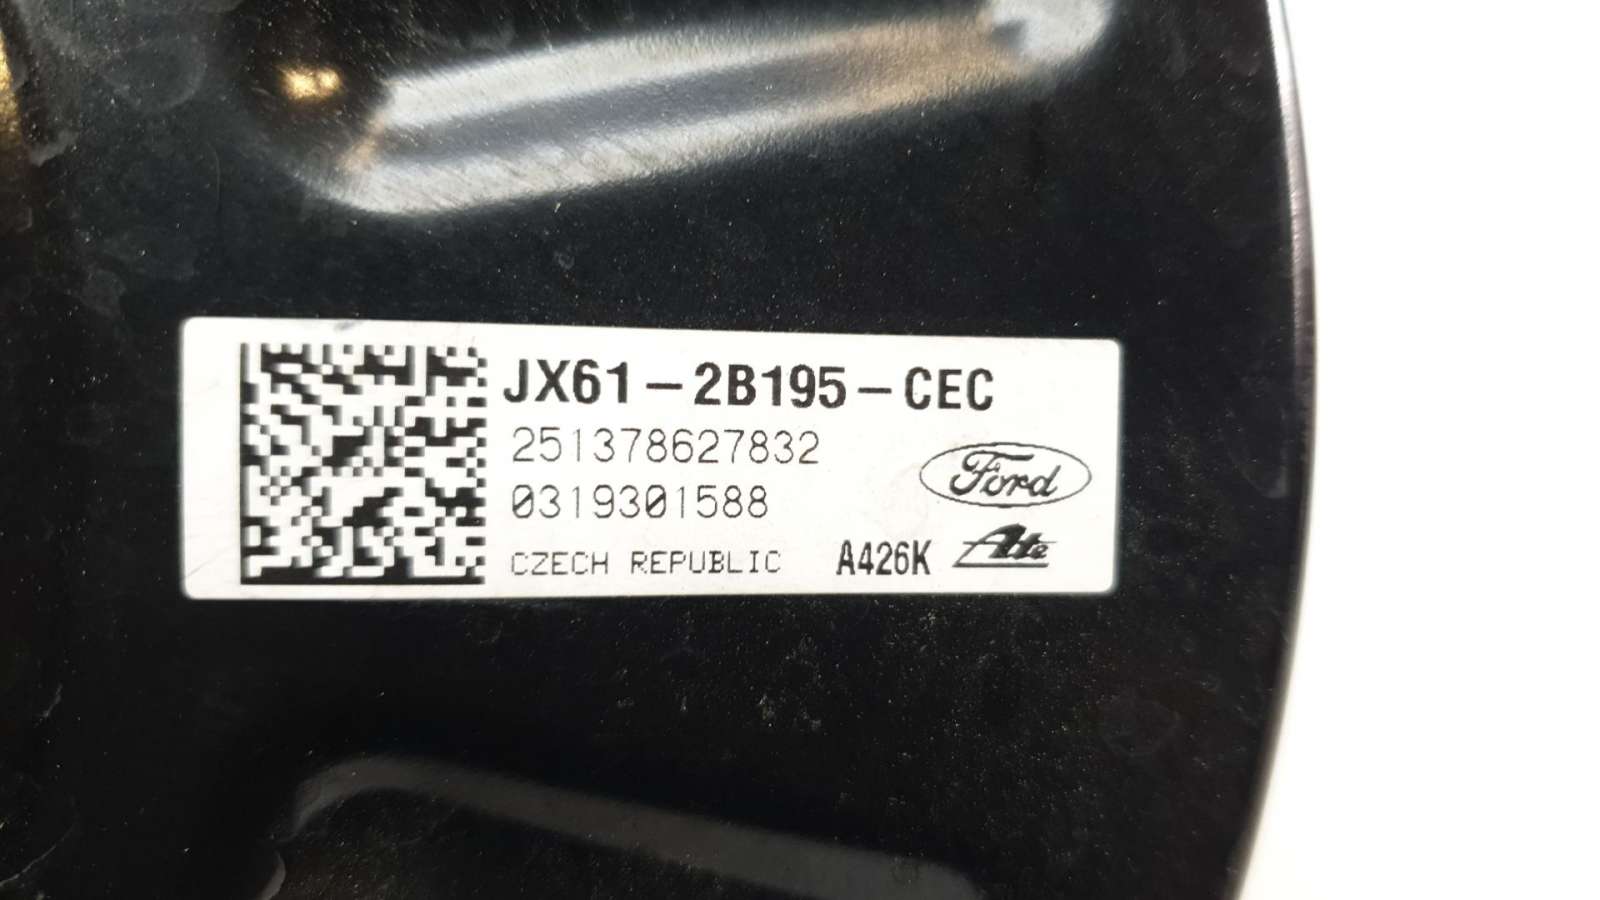 JX61-2B195-CEC
251378627832
0319301588
Ford
CZECH REPUBLIC A426K Ate